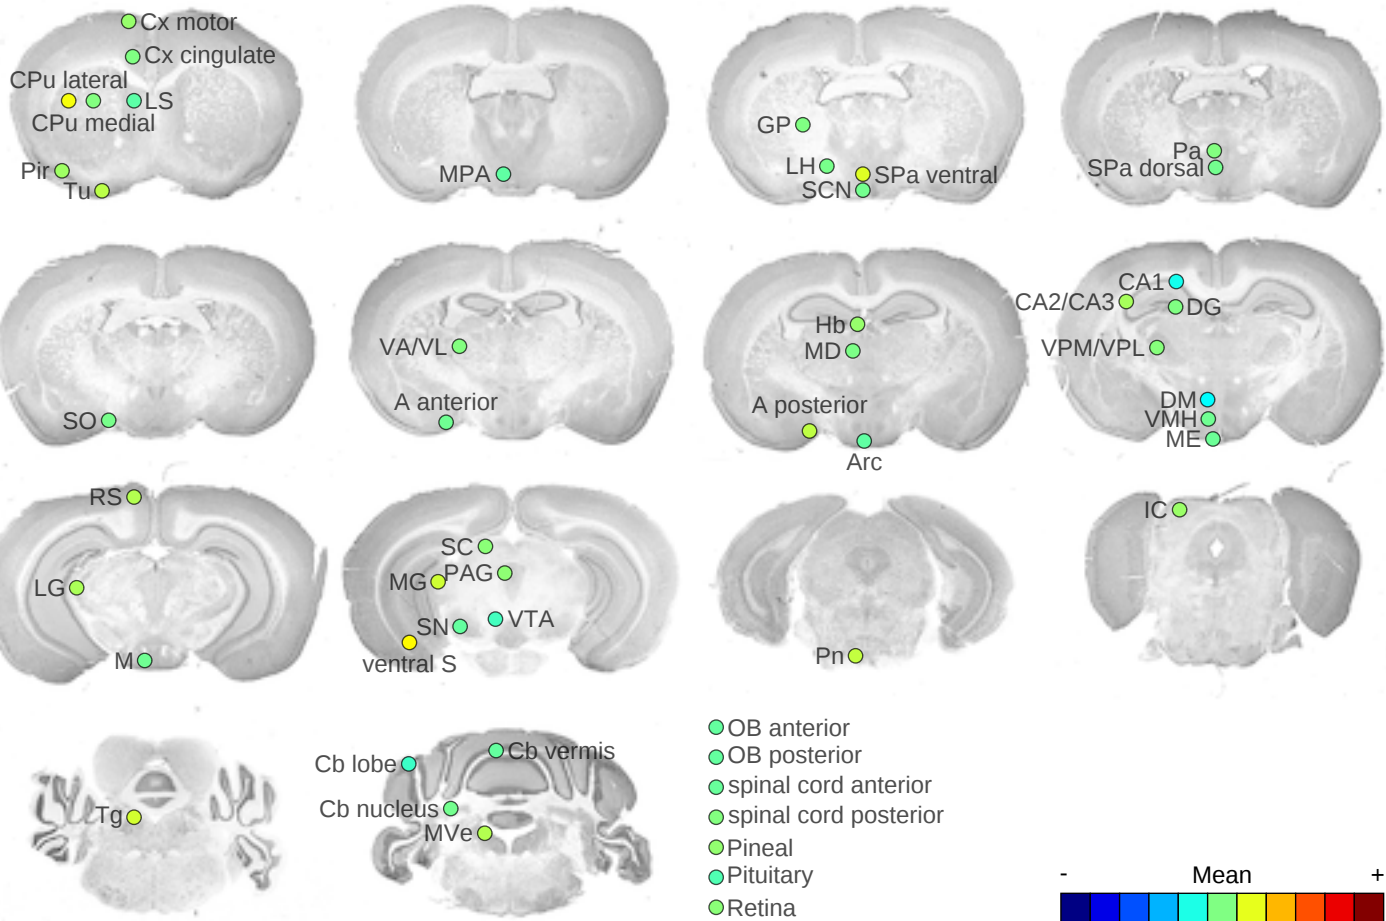 Cx motor
Cx cingulate
CPu lateral
LS
CPu medial
Pir
Tu
MPA
GP
LH
SPa ventral
SCN
Pa
SPa dorsal
SO
VA/VL
A anterior
Hb
MD
A posterior
Arc
CA1
CA2/CA3
DG
VPM/VPL
DM
VMH
ME
RS
LG
M
SC
MG
PAG
SN
VTA
ventral S
Pn
IC
Tg
Cb lobe
Cb vermis
Cb nucleus
MVe
OB anterior
OB posterior
spinal cord anterior
spinal cord posterior
Pineal
Pituitary
Retina
- Mean +